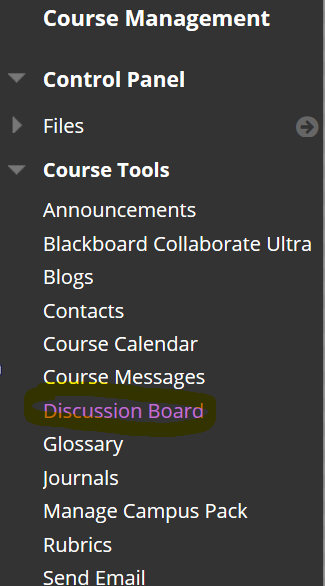 Course Management
Control Panel
Files
Course Tools
Announcements
Blackboard Collaborate Ultra
Blogs
Contacts
Course Calendar
Course Messages
Discussion Board
Glossary
Journals
Manage Campus Pack
Rubrics
Send Email